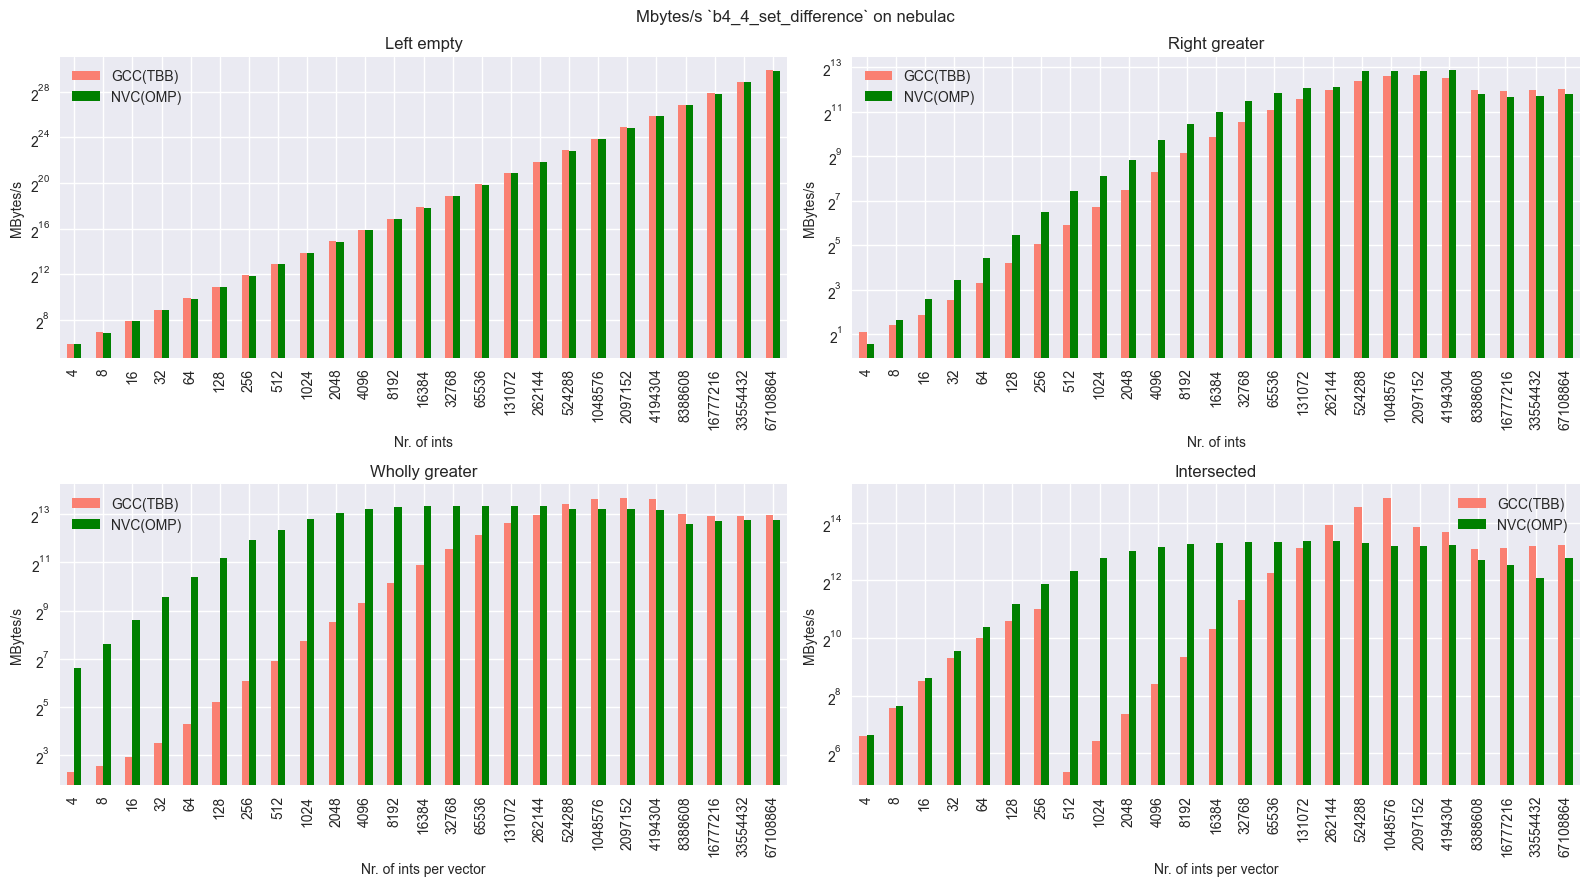 Mbytes/s `b4_4_set_difference` on nebulac
Left empty
GCC(TBB)
NVC(OMP)
MBytes/s
2^28
2^24
2^20
2^16
2^12
2^8
4 8 16 32 64 128 256 512 1024 2048 4096 8192 16384 32768 65536 131072 262144 524288 1048576 2097152 4194304 8388608 16777216 33554432 67108864
Nr. of ints
Right greater
GCC(TBB)
NVC(OMP)
MBytes/s
2^13
2^11
2^9
2^7
2^5
2^3
2^1
4 8 16 32 64 128 256 512 1024 2048 4096 8192 16384 32768 65536 131072 262144 524288 1048576 2097152 4194304 8388608 16777216 33554432 67108864
Nr. of ints
Wholly greater
GCC(TBB)
NVC(OMP)
MBytes/s
2^13
2^11
2^9
2^7
2^5
2^3
4 8 16 32 64 128 256 512 1024 2048 4096 8192 16384 32768 65536 131072 262144 524288 1048576 2097152 4194304 8388608 16777216 33554432 67108864
Nr. of ints per vector
Intersected
GCC(TBB)
NVC(OMP)
MBytes/s
2^14
2^12
2^10
2^8
2^6
4 8 16 32 64 128 256 512 1024 2048 4096 8192 16384 32768 65536 131072 262144 524288 1048576 2097152 4194304 8388608 16777216 33554432 67108864
Nr. of ints per vector